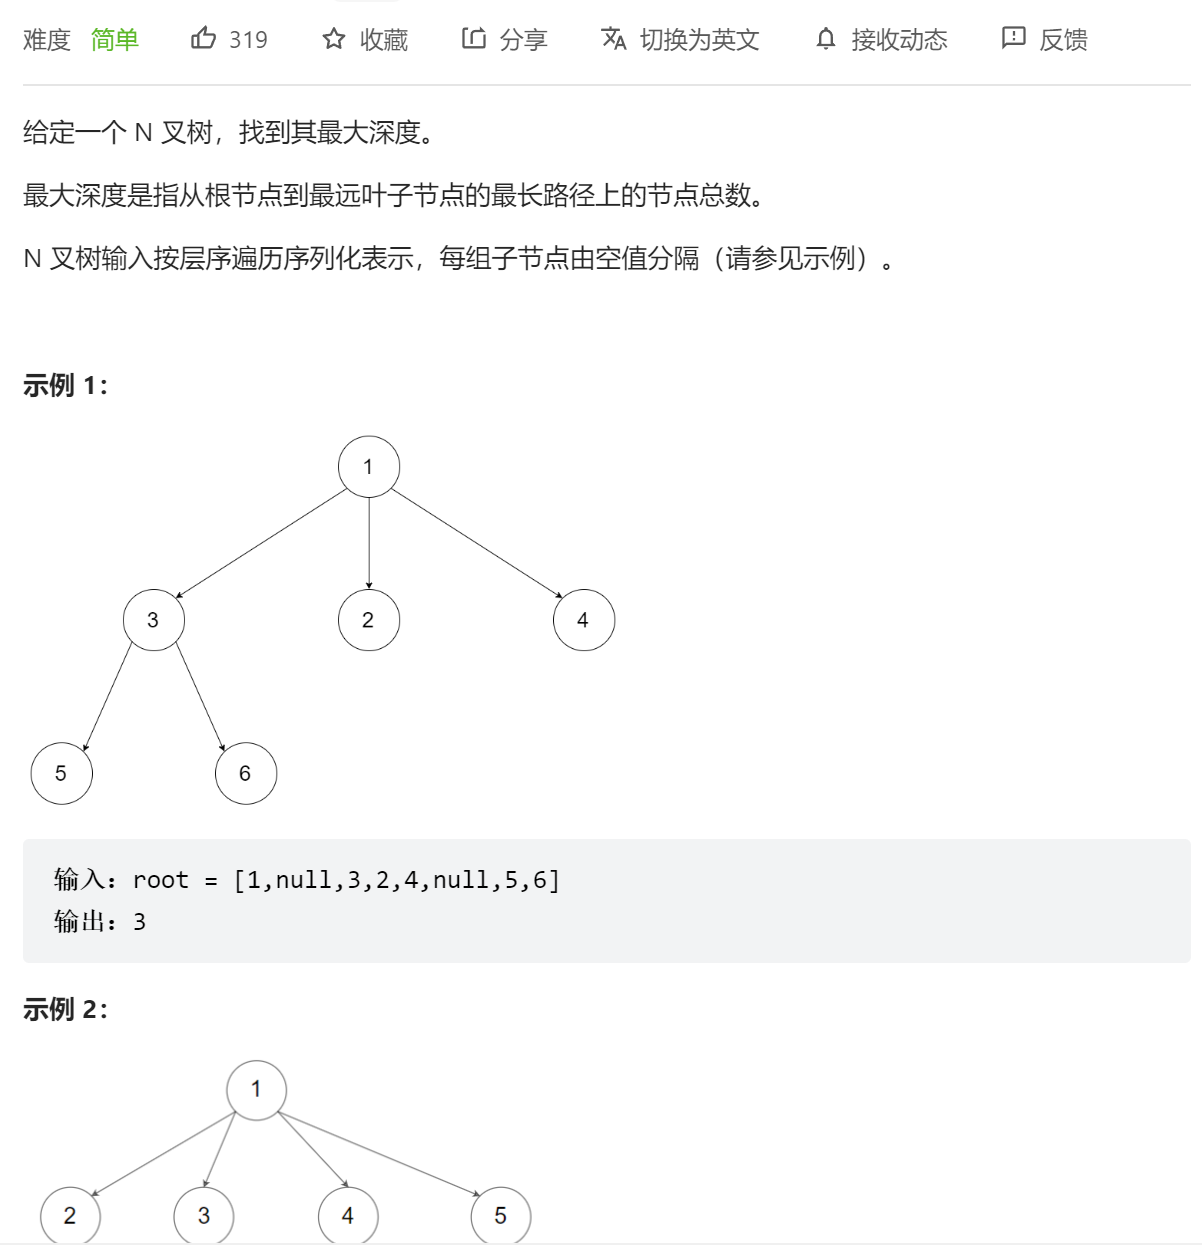 难度 简单 319 收藏 分享 切换为英文 接收动态 反馈
给定一个 N 叉树，找到其最大深度。
最大深度是指从根节点到最远叶子节点的最长路径上的节点总数。
N 叉树输入按层序遍历序列化表示，每组子节点由空值分隔（请参见示例）。
示例 1：
1
3 2 4
5 6
输入：root = [1,null,3,2,4,null,5,6]
输出：3
示例 2：
1
2 3 4 5